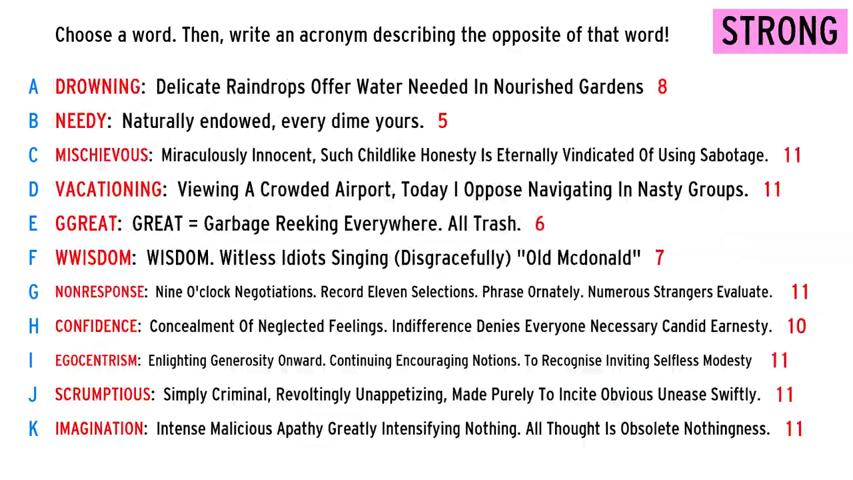 Choose a word. Then, write an acronym describing the opposite of that word!
STRONG
A DROWNING: Delicate Raindrops Offer Water Needed In Nourished Gardens 8
B NEEDY: Naturally endowed, every dime yours. 5
C MISCHIEVOUS: Miraculously Innocent, Such Childlike Honesty Is Eternally Vindicated Of Using Sabotage. 11
D VACATIONING: Viewing A Crowded Airport, Today I Oppose Navigating In Nasty Groups. 11
E GGREAT: GREAT = Garbage Reeking Everywhere. All Trash. 6
F WWISDOM: WISDOM. Witless Idiots Singing (Disgracefully) "Old Mcdonald" 7
G NONRESPONSE: Nine O'clock Negotiations. Record Eleven Selections. Phrase Ornately. Numerous Strangers Evaluate. 11
H CONFIDENCE: Concealment Of Neglected Feelings. Indifference Denies Everyone Necessary Candid Earnesty. 10
I EGOCENTRISM: Enlighting Generosity Onward. Continuing Encouraging Notions. To Recognise Inviting Selfless Modesty 11
J SCRUMPTIOUS: Simply Criminal, Revoltingly Unappetizing, Made Purely To Incite Obvious Unease Swiftly. 11
K IMAGINATION: Intense Malicious Apathy Greatly Intensifying Nothing. All Thought Is Obsolete Nothingness. 11